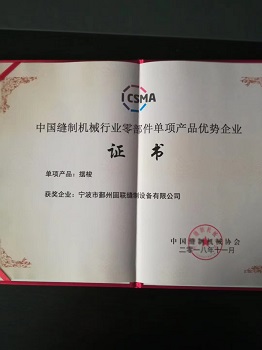 CSMA
中国缝制机械行业零部件单项产品优势企业
证书
单项产品：摆梭
获奖企业：宁波市鄞州固联缝制设备有限公司
中国缝制机械协会
二零一八年十一月